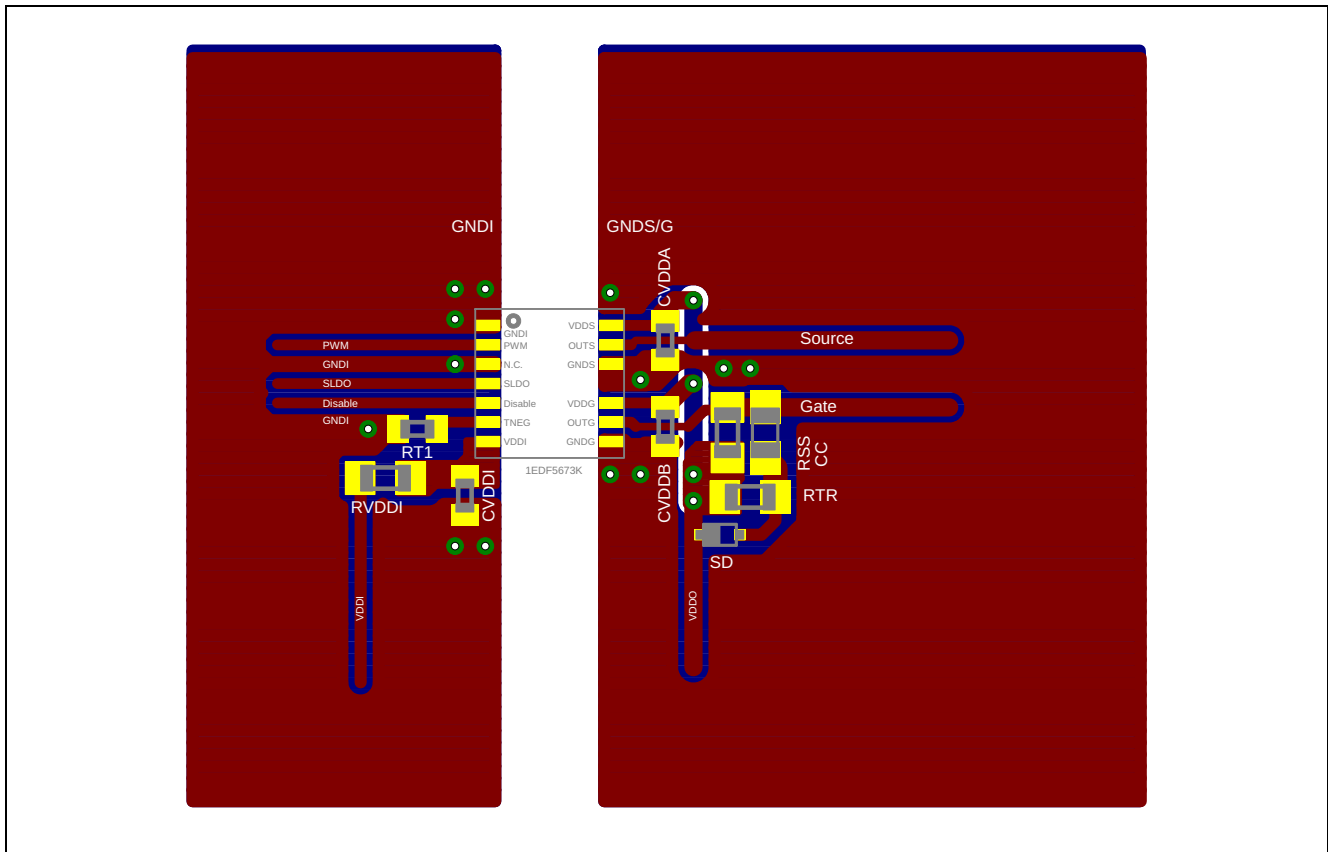 GNDI
GNDS/G
CVDDA
GNDI
VDDS
PWM
PWM
OUTS
Source
GNDI
N.C.
GNDS
SLDO
SLDO
Disable
Disable
VDDG
Gate
GNDI
TNEG
OUTG
RT1
VDDI
GNDG
RSS
CC
1EDF5673K
RVDDI
CVDDI
CVDDB
RTR
SD
VDDI
VDDO